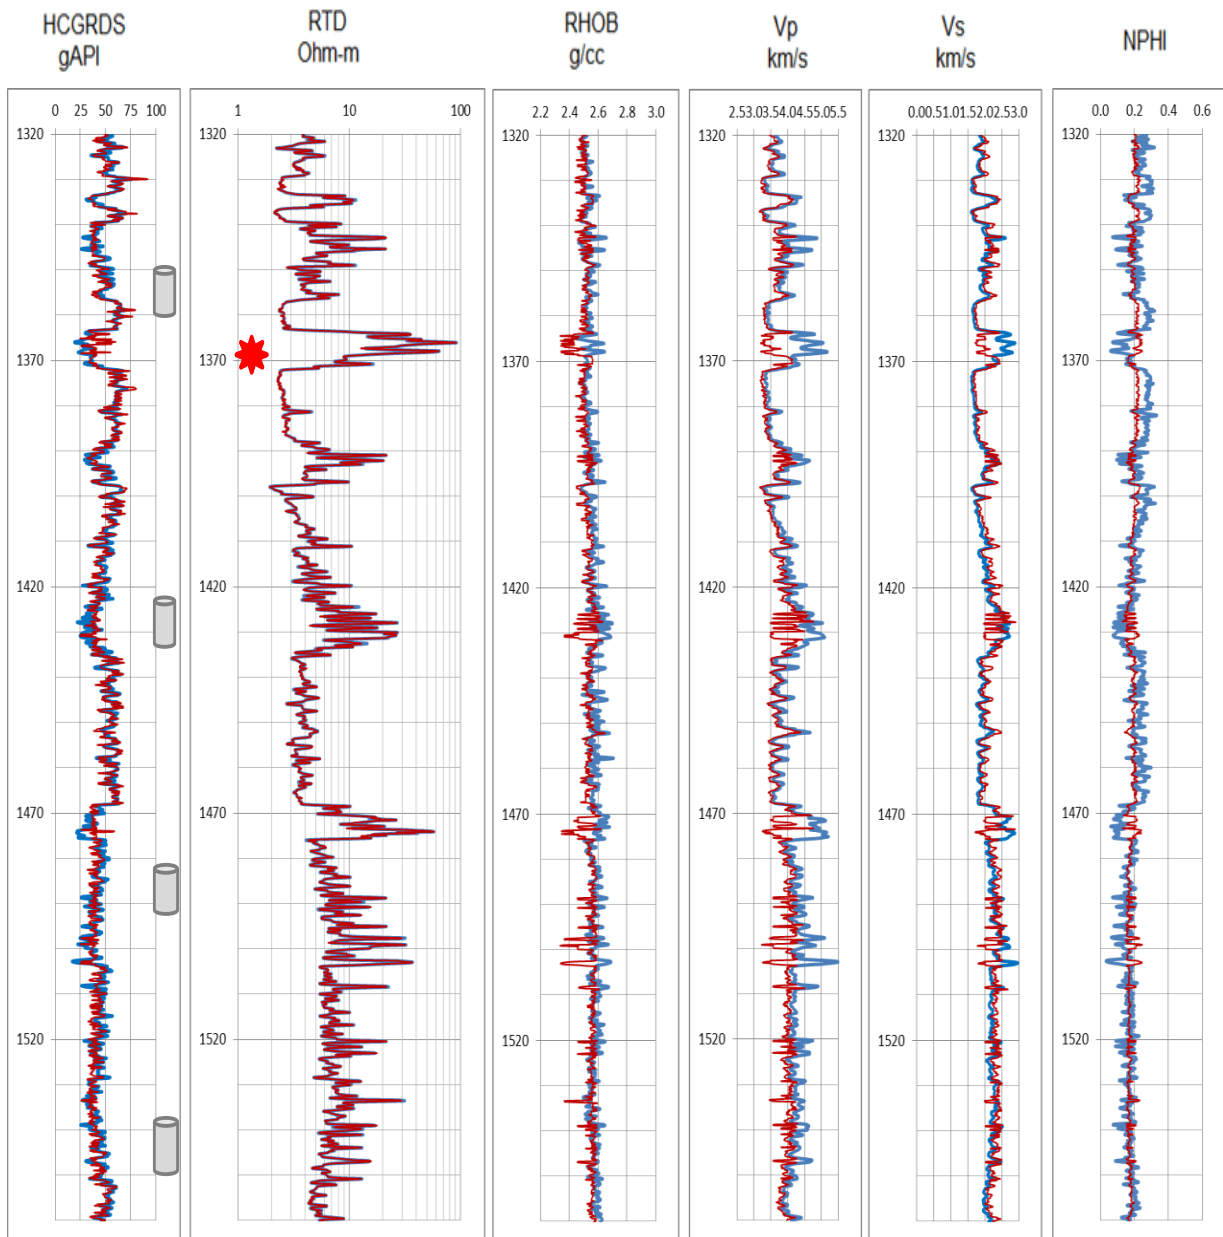 HCGRDS
gAPI
RTD
Ohm-m
RHOB
g/cc
Vp
km/s
Vs
km/s
NPHI
0 25 50 75 100
1 10 100
2.2 2.4 2.6 3.0
2.53.03.54.04.55.05.5
0.00.51.01.52.02.53.0
0.0 0.2 0.4 0.6
1320 1320 1320 1320 1320 1320
1370 1370 1370 1370 1370 1370
1420 1420 1420 1420 1420 1420
1470 1470 1470 1470 1470 1470
1520 1520 1520 1520 1520 1520